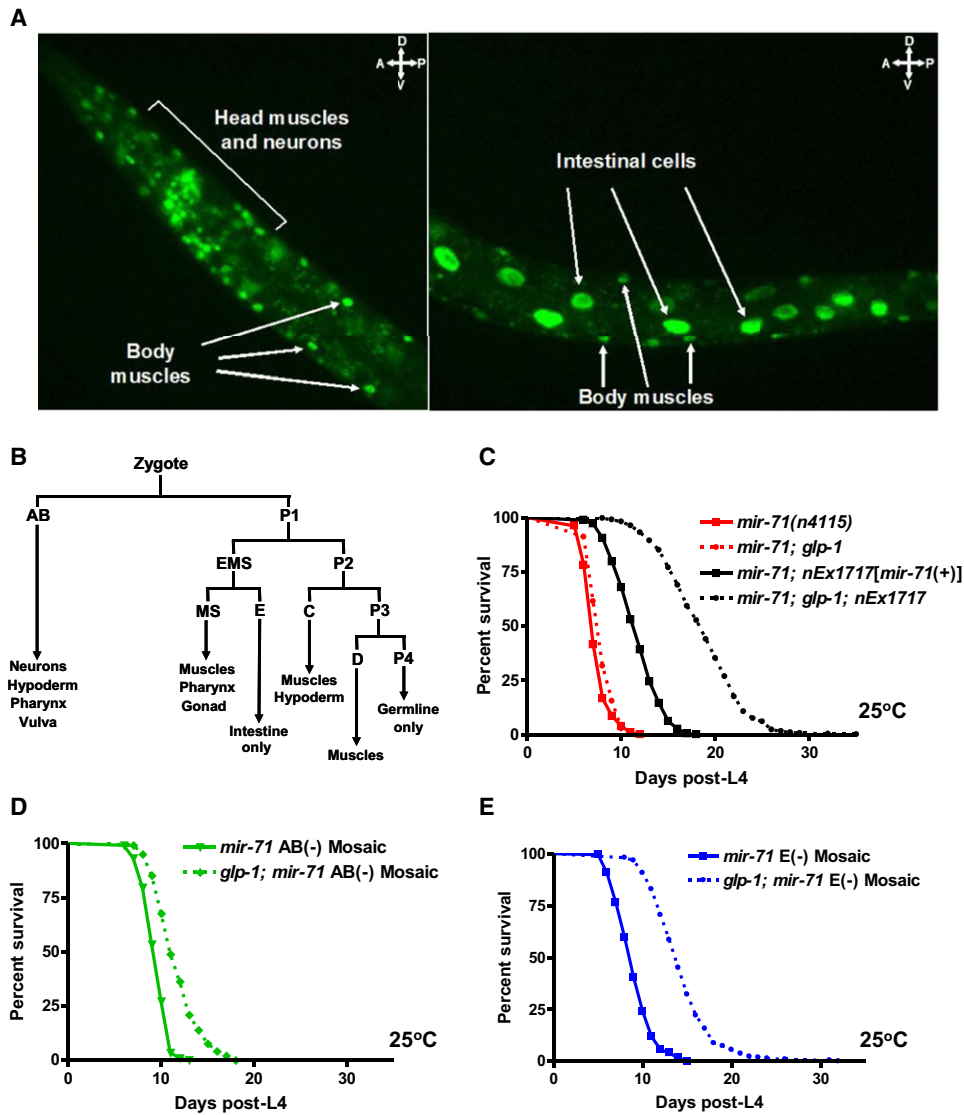 A
D
A P
V
Head muscles
and neurons
Body
muscles
D
A P
V
Intestinal cells
Body muscles
B
Zygote
AB
P1
EMS
P2
MS
E
C
P3
D
P4
Neurons
Hypoderm
Pharynx
Vulva
Muscles
Pharynx
Gonad
Intestine
only
Muscles
Hypoderm
Muscles
Germline
only
C
Percent survival
100
75
50
25
0
0 10 20 30
Days post-L4
mir-71(n4115)
mir-71; glp-1
mir-71; nEx1717[mir-71(+)]
mir-71; glp-1; nEx1717
25°C
D
Percent survival
100
75
50
25
0
0 10 20 30
Days post-L4
mir-71 AB(-) Mosaic
glp-1; mir-71 AB(-) Mosaic
25°C
E
Percent survival
100
75
50
25
0
0 10 20 30
Days post-L4
mir-71 E(-) Mosaic
glp-1; mir-71 E(-) Mosaic
25°C